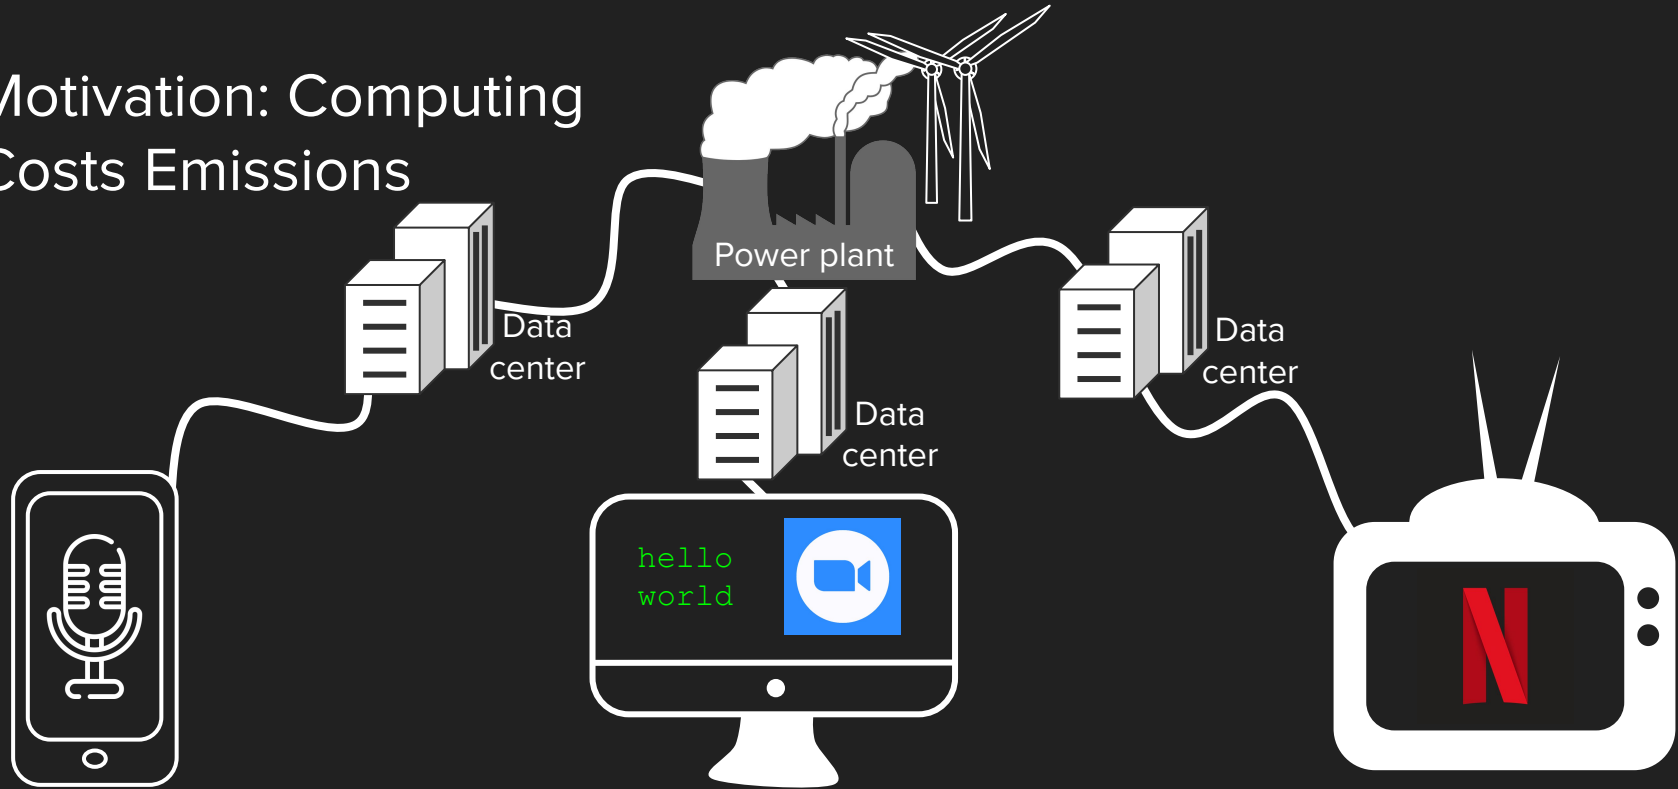 Motivation: Computing
Costs Emissions
Power plant
Data
center
Data
center
Data
center
hello
world
N